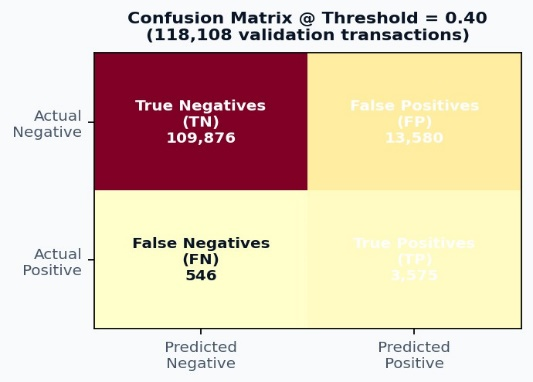 Confusion Matrix @ Threshold = 0.40
(118,108 validation transactions)
Actual
Negative
True Negatives
(TN)
109,876
False Positives
(FP)
13,580
Actual
Positive
False Negatives
(FN)
546
True Positives
(TP)
3,575
Predicted
Negative
Predicted
Positive